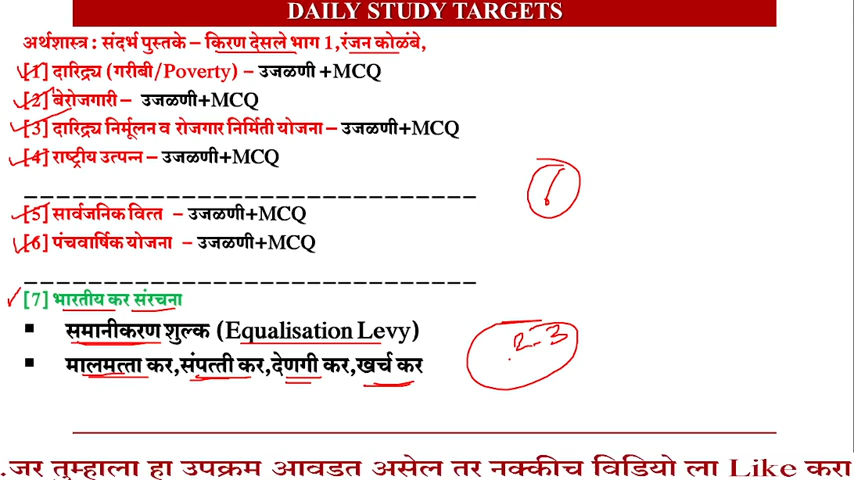 DAILY STUDY TARGETS
अर्थशास्त्र : संदर्भ पुस्तके – किरण देसले भाग 1,रंजन कोळंबे,
[1] दारिद्र्य (गरीबी/Poverty) – उजळणी +MCQ
[2] बेरोजगारी – उजळणी+MCQ
[3] दारिद्र्य निर्मूलन व रोजगार निर्मिती योजना – उजळणी+MCQ
[4] राष्ट्रीय उत्पन्न – उजळणी+MCQ
[5] सार्वजनिक वित्त – उजळणी+MCQ
[6] पंचवार्षिक योजना – उजळणी+MCQ
[7] भारतीय कर संरचना
▪ समानीकरण शुल्क (Equalisation Levy)
2-3
▪ मालमत्ता कर,संपत्ती कर,देणगी कर,खर्च कर
.जर तुम्हाला हा उपक्रम आवडत असेल तर नक्कीच विडियो ला Like करा